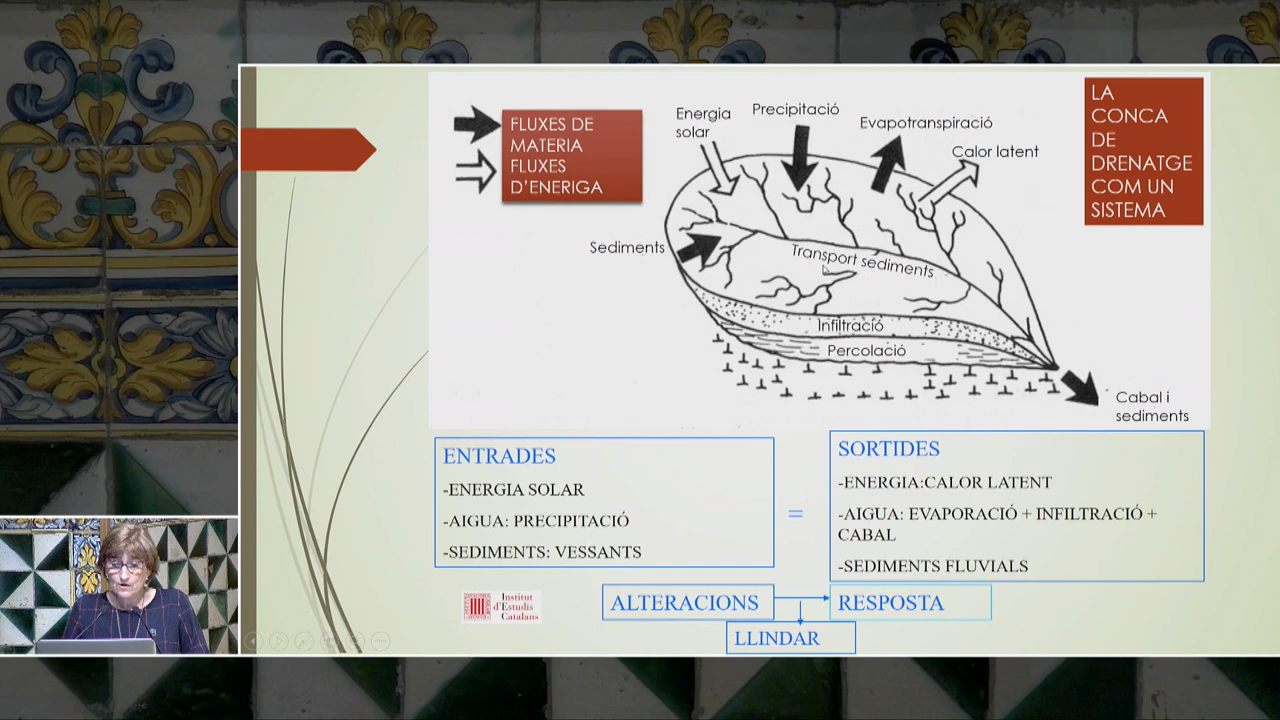 FLUXES DE
MATERIA
FLUXES
D'ENERIGA
Energia
solar
Precipitació
Evapotranspiració
Calor latent
LA
CONCA
DE
DRENATGE
COM UN
SISTEMA
Sediments
Transport sediments
Infiltració
Percolació
Cabal i
sediments
ENTRADES
-ENERGIA SOLAR
-AIGUA: PRECIPITACIÓ
-SEDIMENTS: VESSANTS
=
SORTIDES
-ENERGIA:CALOR LATENT
-AIGUA: EVAPORACIÓ + INFILTRACIÓ +
CABAL
-SEDIMENTS FLUVIALS
Institut
d'Estudis
Catalans
ALTERACIONS
RESPOSTA
LLINDAR